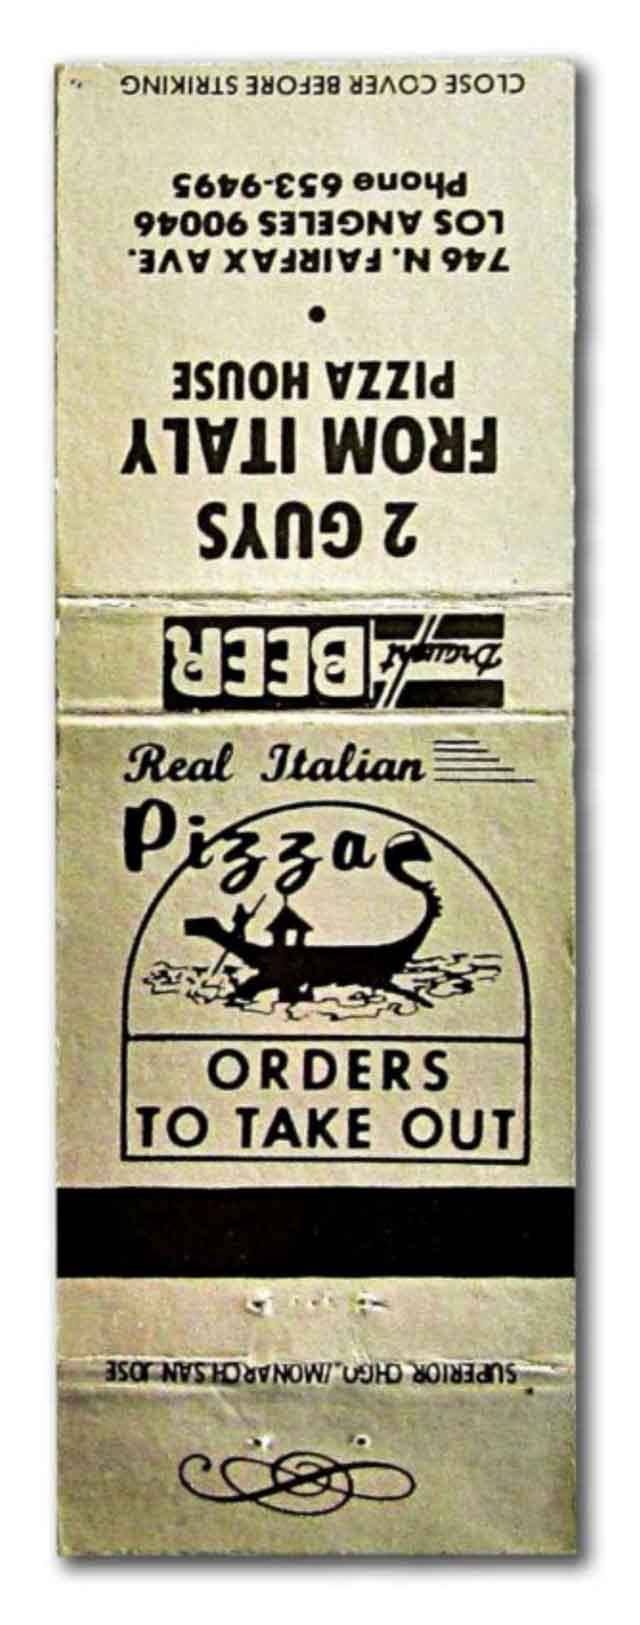 CLOSE COVER BEFORE STRIKING
2 GUYS
FROM ITALY
PIZZA HOUSE
•
746 N. FAIRFAX AVE.
LOS ANGELES 90046
Phone 653-9495
Draught BEER
Real Italian
Pizza
ORDERS
TO TAKE OUT
SUPERIOR CHGO./MONARCH SAN JOSE